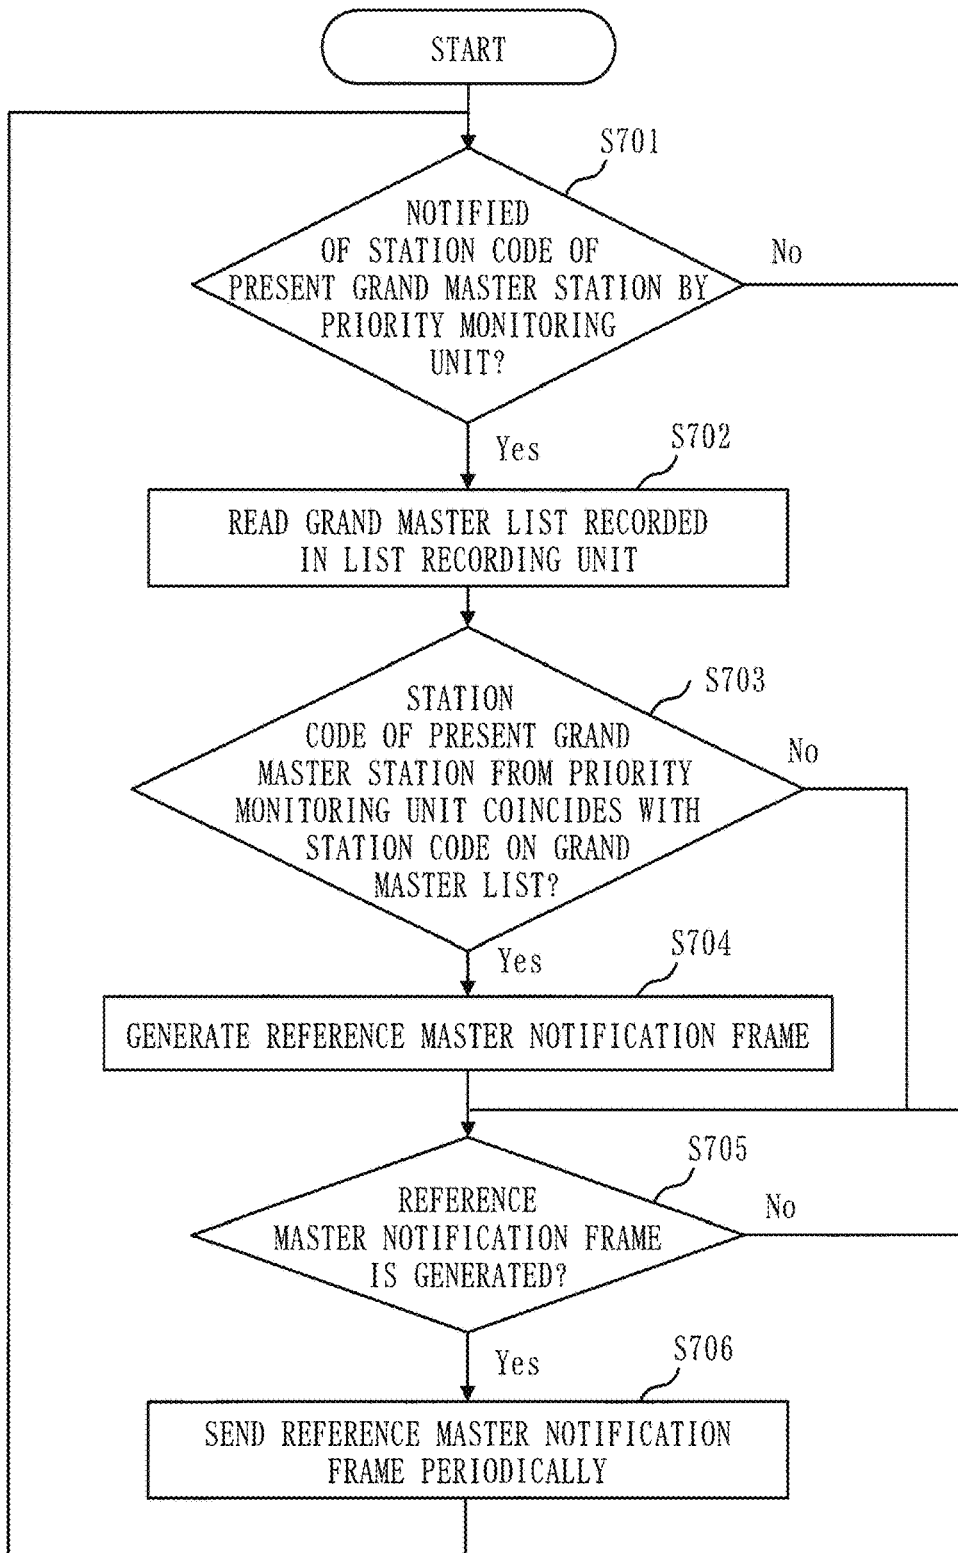 START
S701
NOTIFIED
OF STATION CODE OF
PRESENT GRAND MASTER STATION BY
PRIORITY MONITORING
UNIT?
No
Yes
S702
READ GRAND MASTER LIST RECORDED
IN LIST RECORDING UNIT
S703
STATION
CODE OF PRESENT GRAND
MASTER STATION FROM PRIORITY
MONITORING UNIT COINCIDES WITH
STATION CODE ON GRAND
MASTER LIST?
No
Yes
S704
GENERATE REFERENCE MASTER NOTIFICATION FRAME
S705
REFERENCE
MASTER NOTIFICATION FRAME
IS GENERATED?
No
Yes
S706
SEND REFERENCE MASTER NOTIFICATION
FRAME PERIODICALLY